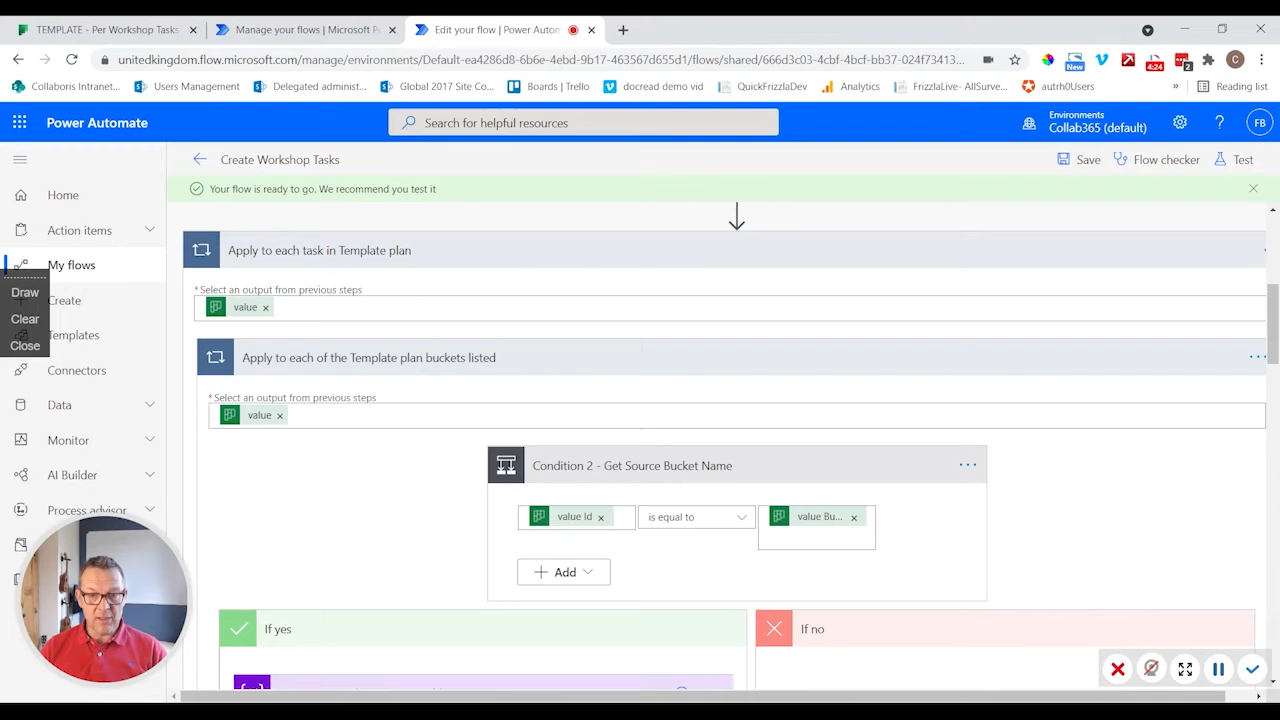 TEMPLATE - Per Workshop Tasks
Manage your flows | Microsoft P
Edit your flow | Power Autom
unitedkingdom.flow.microsoft.com/manage/environments/Default-ea2986d8-6b6e-4ebd-9b17-463567d655d1/flows/shared/666d3c03-4cbf-4bcf-bb37-024f73413...
New
4:24
2
C
Collaboris Intranet...
Users Management
Delegated administ...
Global 2017 Site Co...
Boards | Trello
docread demo vid
QuickFrizzlaDemo
Analytics
FrizzlaLive- AllSurve...
autrh0Users
»
Reading list
Power Automate
Search for helpful resources
Environments
Collab365 (default)
?
FB
Create Workshop Tasks
Save
Flow checker
Test
Your flow is ready to go. We recommend you test it
Home
Action items
My flows
Create
Templates
Connectors
Data
Monitor
AI Builder
Process advisor
Draw
Clear
Close
Apply to each task in Template plan
* Select an output from previous steps
value ×
Apply to each of the Template plan buckets listed
...
* Select an output from previous steps
value ×
Condition 2 - Get Source Bucket Name
...
value Id ×
is equal to
value Bu... ×
+ Add
If yes
If no